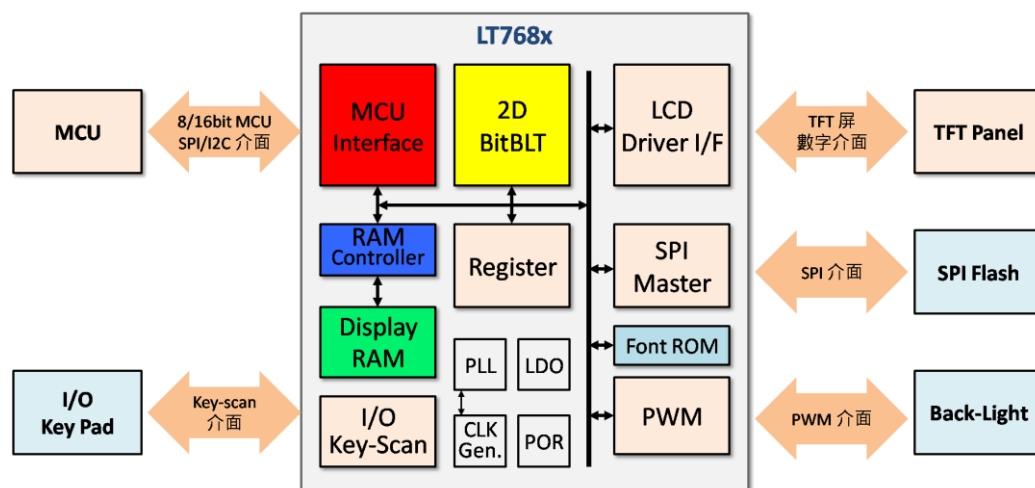 LT768x
MCU
8/16bit MCU
SPI/I2C 介面
MCU
Interface
2D
BitBLT
LCD
Driver I/F
TFT 屏
數字介面
TFT Panel
RAM
Controller
Register
SPI
Master
SPI 介面
SPI Flash
Display
RAM
PLL
LDO
Font ROM
I/O
Key Pad
Key-scan
介面
I/O
Key-Scan
CLK
Gen.
POR
PWM
PWM 介面
Back-Light